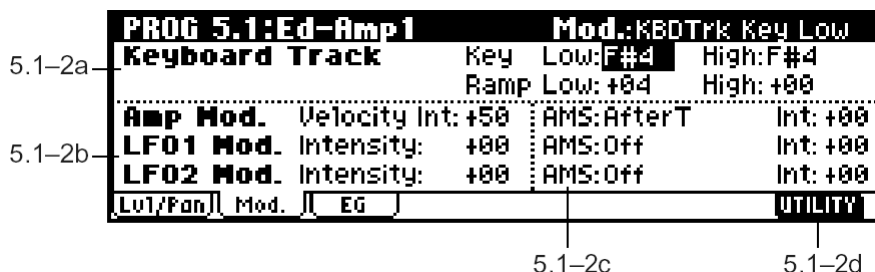 PROG 5.1:Ed-Amp1 Mod.:KBDTrk Key Low
5.1–2a
Keyboard Track Key Low:F#4 High:F#4
Ramp Low:+04 High:+00
5.1–2b
Amp Mod. Velocity Int:+50 AMS:AfterT Int:+00
LFO1 Mod. Intensity: +00 AMS:Off Int:+00
LFO2 Mod. Intensity: +00 AMS:Off Int:+00
Lvl/Pan Mod. EG UTILITY
5.1–2c 5.1–2d